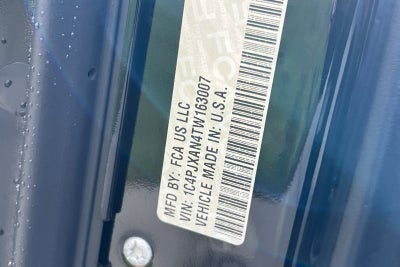 MFD BY: FCA US LLC
VIN: 1C4PJXAN4TW163007
VEHICLE MADE IN: U.S.A.